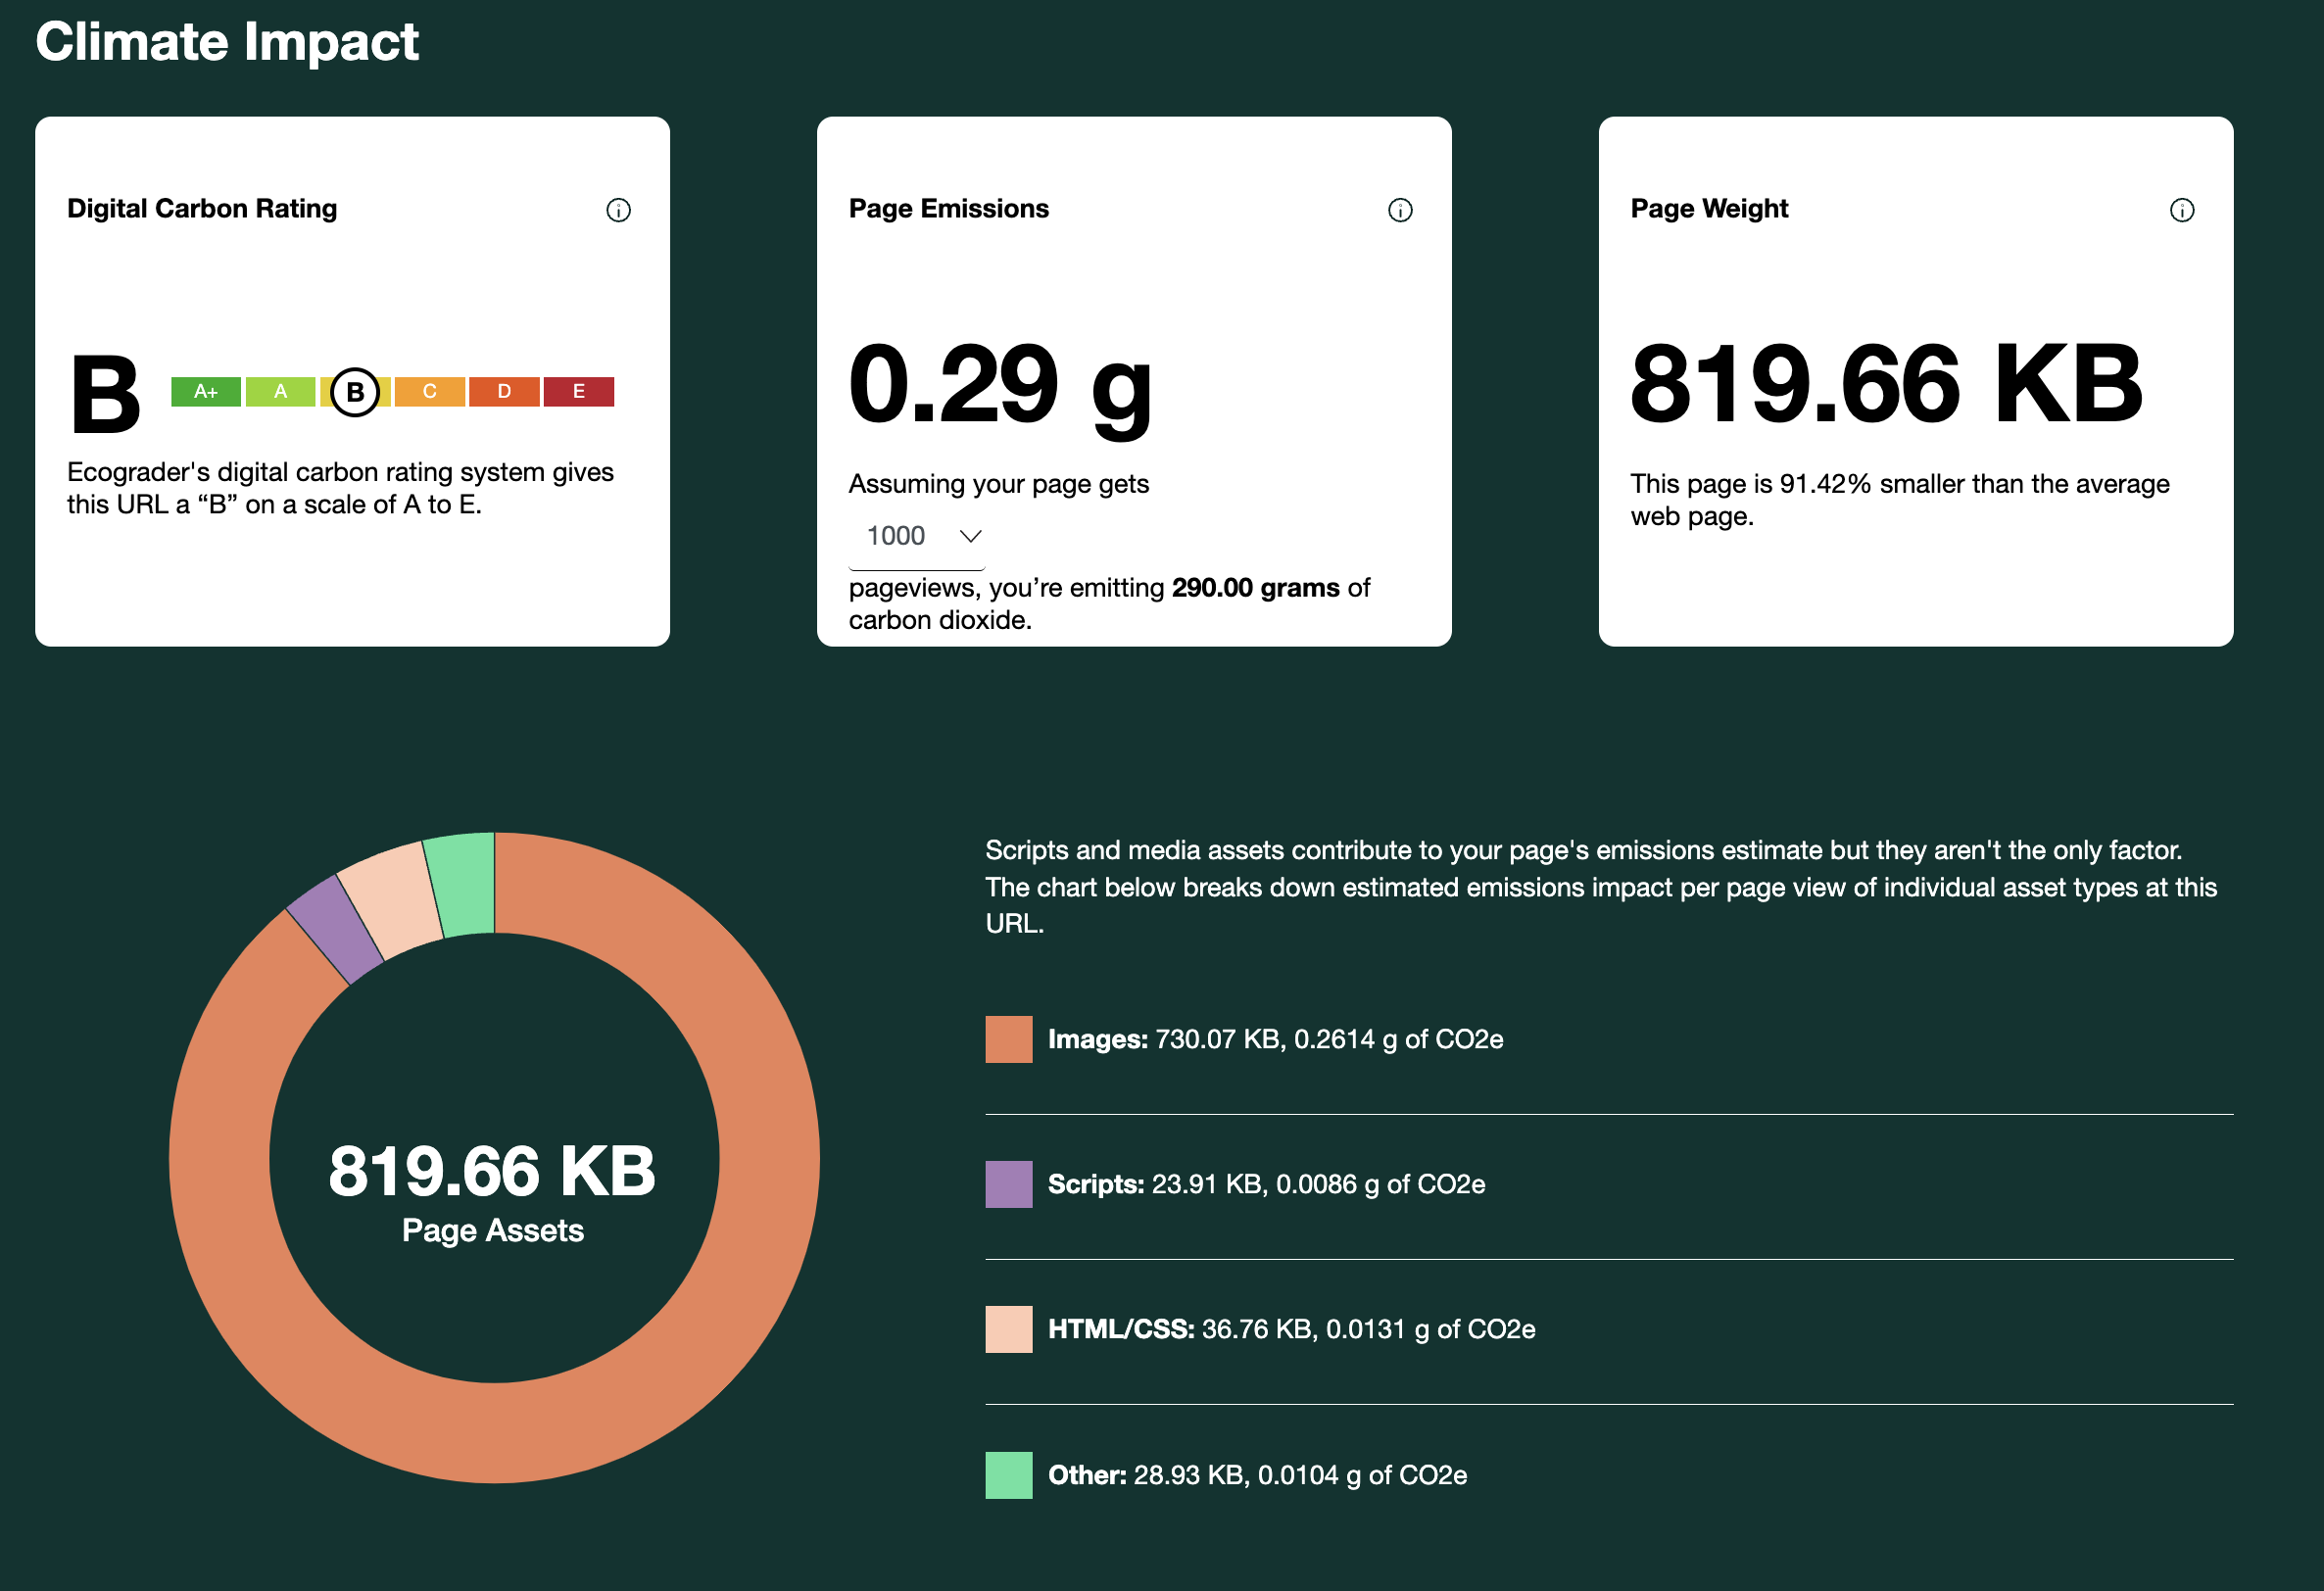 Climate Impact
Digital Carbon Rating
B
A+ A B C D E
Ecograder's digital carbon rating system gives
this URL a “B” on a scale of A to E.
Page Emissions
0.29 g
Assuming your page gets
1000
pageviews, you’re emitting 290.00 grams of
carbon dioxide.
Page Weight
819.66 KB
This page is 91.42% smaller than the average
web page.
819.66 KB
Page Assets
Scripts and media assets contribute to your page's emissions estimate but they aren't the only factor.
The chart below breaks down estimated emissions impact per page view of individual asset types at this
URL.
Images: 730.07 KB, 0.2614 g of CO2e
Scripts: 23.91 KB, 0.0086 g of CO2e
HTML/CSS: 36.76 KB, 0.0131 g of CO2e
Other: 28.93 KB, 0.0104 g of CO2e